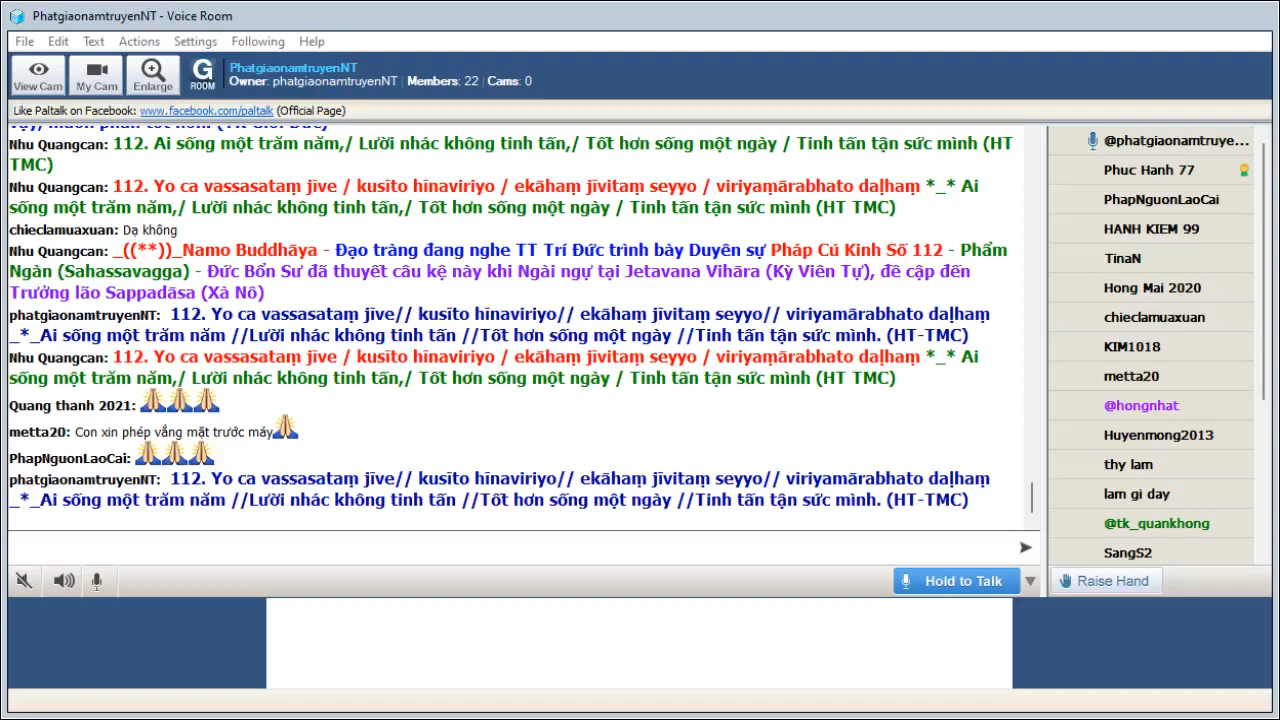 PhatgiaonamtruyenNT - Voice Room
File Edit Text Actions Settings Following Help
View Cam My Cam Enlarge G ROOM PhatgiaonamtruyenNT
Owner: phatgiaonamtruyenNT | Members: 22 | Cams: 0
Like Paltalk on Facebook: www.facebook.com/paltalk (Official Page)
Nhu Quangcan: 112. Ai sống một trăm năm,/ Lười nhác không tinh tấn,/ Tốt hơn sống một ngày / Tinh tấn tận sức mình (HT
TMC)
Nhu Quangcan: 112. Yo ca vassasataṃ jīve / kusīto hīnavīriyo / ekāhaṃ jīvitaṃ seyyo / viriyamārabhato daḷhaṃ *_* Ai
sống một trăm năm,/ Lười nhác không tinh tấn,/ Tốt hơn sống một ngày / Tinh tấn tận sức mình (HT TMC)
chieclamuaxuan: Dạ không
Nhu Quangcan: _((**))_Namo Buddhāya - Đạo tràng đang nghe TT Trí Đức trình bày Duyên sự Pháp Cú Kinh Số 112 - Phẩm
Ngàn (Sahassavagga) - Đức Bổn Sư đã thuyết câu kệ này khi Ngài ngự tại Jetavana Vihāra (Kỳ Viên Tự), đề cập đến
Trưởng lão Sappadāsa (Xà Nô)
phatgiaonamtruyenNT: 112. Yo ca vassasataṃ jīve// kusīto hīnaviriyo// ekāhaṃ jīvitaṃ seyyo// viriyamārabhato daḷhaṃ
_*_Ai sống một trăm năm //Lười nhác không tinh tấn //Tốt hơn sống một ngày //Tinh tấn tận sức mình. (HT-TMC)
Nhu Quangcan: 112. Yo ca vassasataṃ jīve / kusīto hīnaviriyo / ekāhaṃ jīvitaṃ seyyo / viriyamārabhato daḷhaṃ *_* Ai
sống một trăm năm,/ Lười nhác không tinh tấn,/ Tốt hơn sống một ngày / Tinh tấn tận sức mình (HT TMC)
Quang thanh 2021:
metta20: Con xin phép vắng mặt trước máy
PhapNguonLaoCai:
phatgiaonamtruyenNT: 112. Yo ca vassasataṃ jīve// kusīto hīnaviriyo// ekāhaṃ jīvitaṃ seyyo// viriyamārabhato daḷhaṃ
_*_Ai sống một trăm năm //Lười nhác không tinh tấn //Tốt hơn sống một ngày //Tinh tấn tận sức mình. (HT-TMC)
Hold to Talk
@phatgiaonamtruye...
Phuc Hanh 77
PhapNguonLaoCai
HANH KIEM 99
TinaN
Hong Mai 2020
chieclamuaxuan
KIM1018
metta20
@hongnhat
Huyenmong2013
thy lam
lam gi day
@tk_quankhong
SangS2
Raise Hand